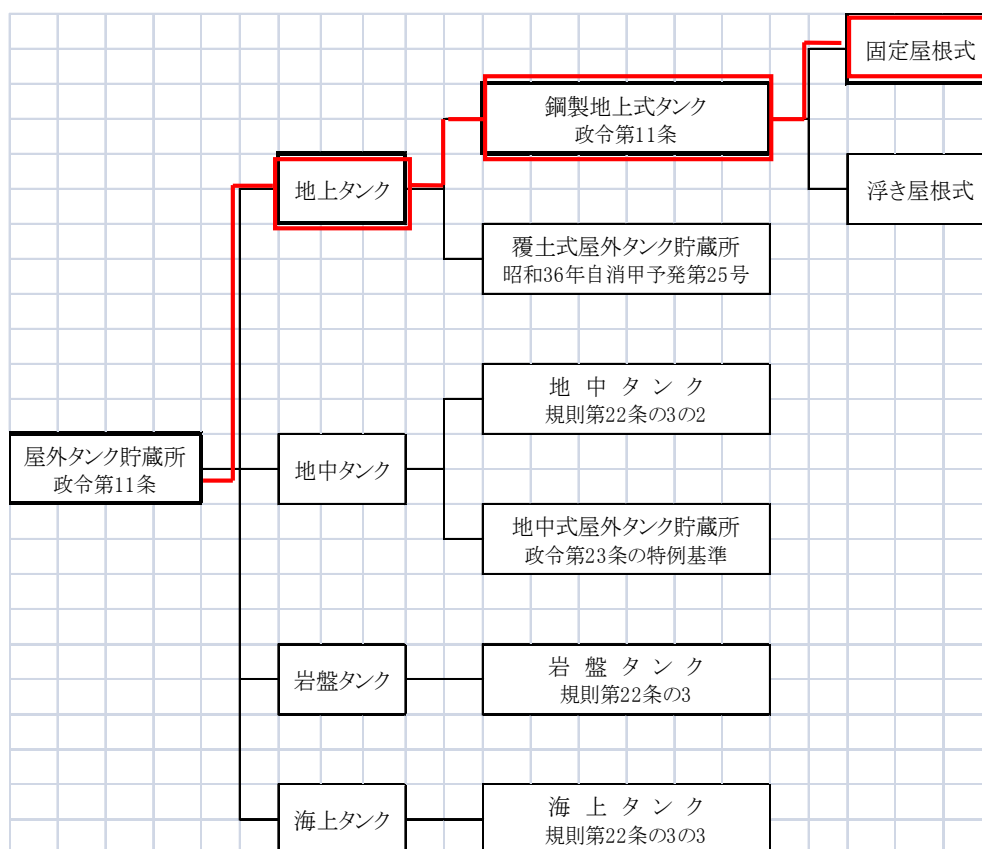 固定屋根式
鋼製地上式タンク
政令第11条
地上タンク
浮き屋根式
覆土式屋外タンク貯蔵所
昭和36年自消甲予発第25号
地 中 タ ン ク
規則第22条の3の2
屋外タンク貯蔵所
政令第11条
地中タンク
地中式屋外タンク貯蔵所
政令第23条の特例基準
岩盤タンク
岩 盤 タ ン ク
規則第22条の3
海上タンク
海 上 タ ン ク
規則第22条の3の3